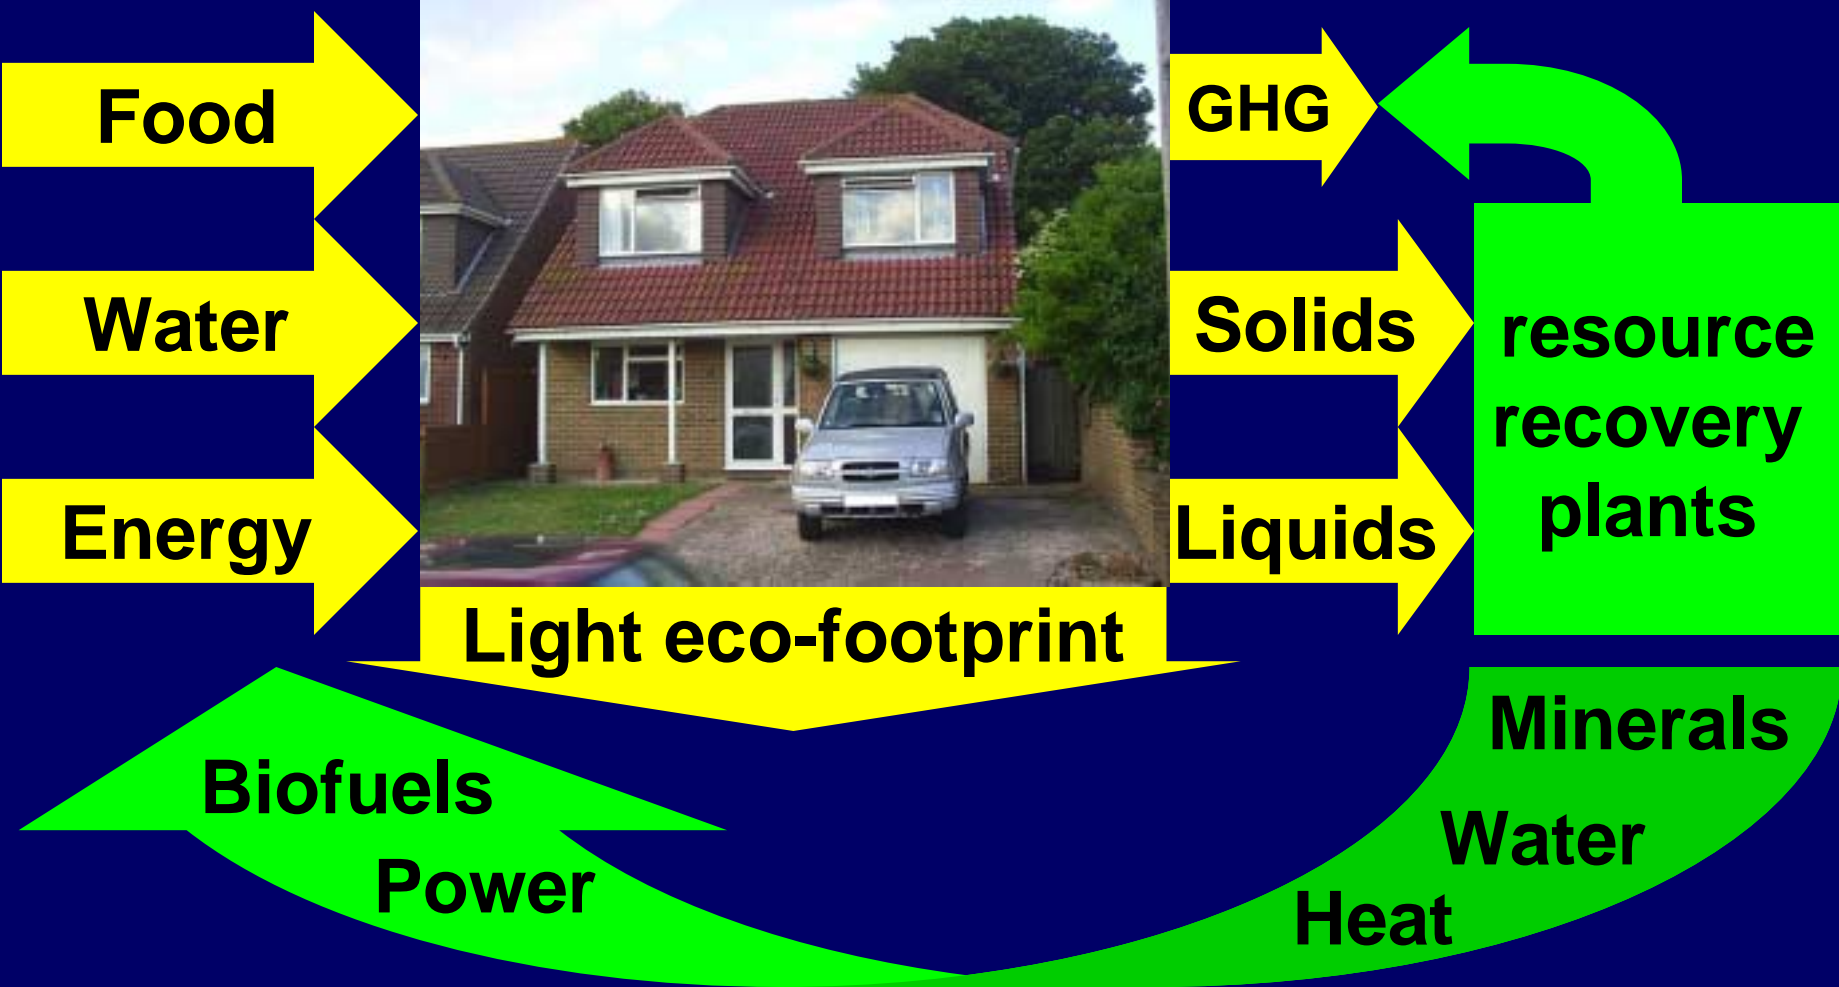 Food
Water
Energy
GHG
Solids
Liquids
resource
recovery
plants
Light eco-footprint
Minerals
Water
Heat
Power
Biofuels